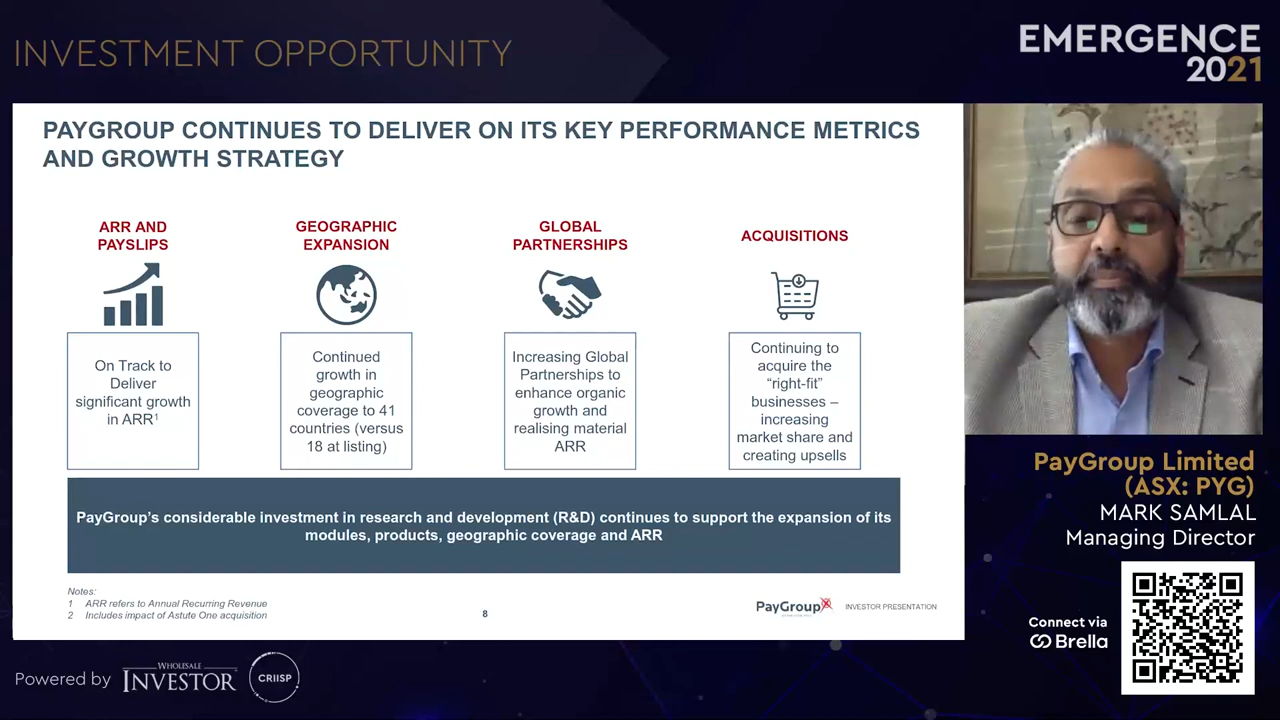 INVESTMENT OPPORTUNITY
EMERGENCE
2021
PAYGROUP CONTINUES TO DELIVER ON ITS KEY PERFORMANCE METRICS
AND GROWTH STRATEGY
ARR AND
PAYSLIPS
On Track to
Deliver
significant growth
in ARR¹
GEOGRAPHIC
EXPANSION
Continued
growth in
geographic
coverage to 41
countries (versus
18 at listing)
GLOBAL
PARTNERSHIPS
Increasing Global
Partnerships to
enhance organic
growth and
realising material
ARR
ACQUISITIONS
Continuing to
acquire the
“right-fit”
businesses –
increasing
market share and
creating upsells
PayGroup’s considerable investment in research and development (R&D) continues to support the expansion of its
modules, products, geographic coverage and ARR
Notes:
1 ARR refers to Annual Recurring Revenue
2 Includes impact of Astute One acquisition
8
PayGroup
INVESTOR PRESENTATION
PayGroup Limited
(ASX: PYG)
MARK SAMLAL
Managing Director
Connect via
Brella
Powered by
WHOLESALE
INVESTOR
CRIISP